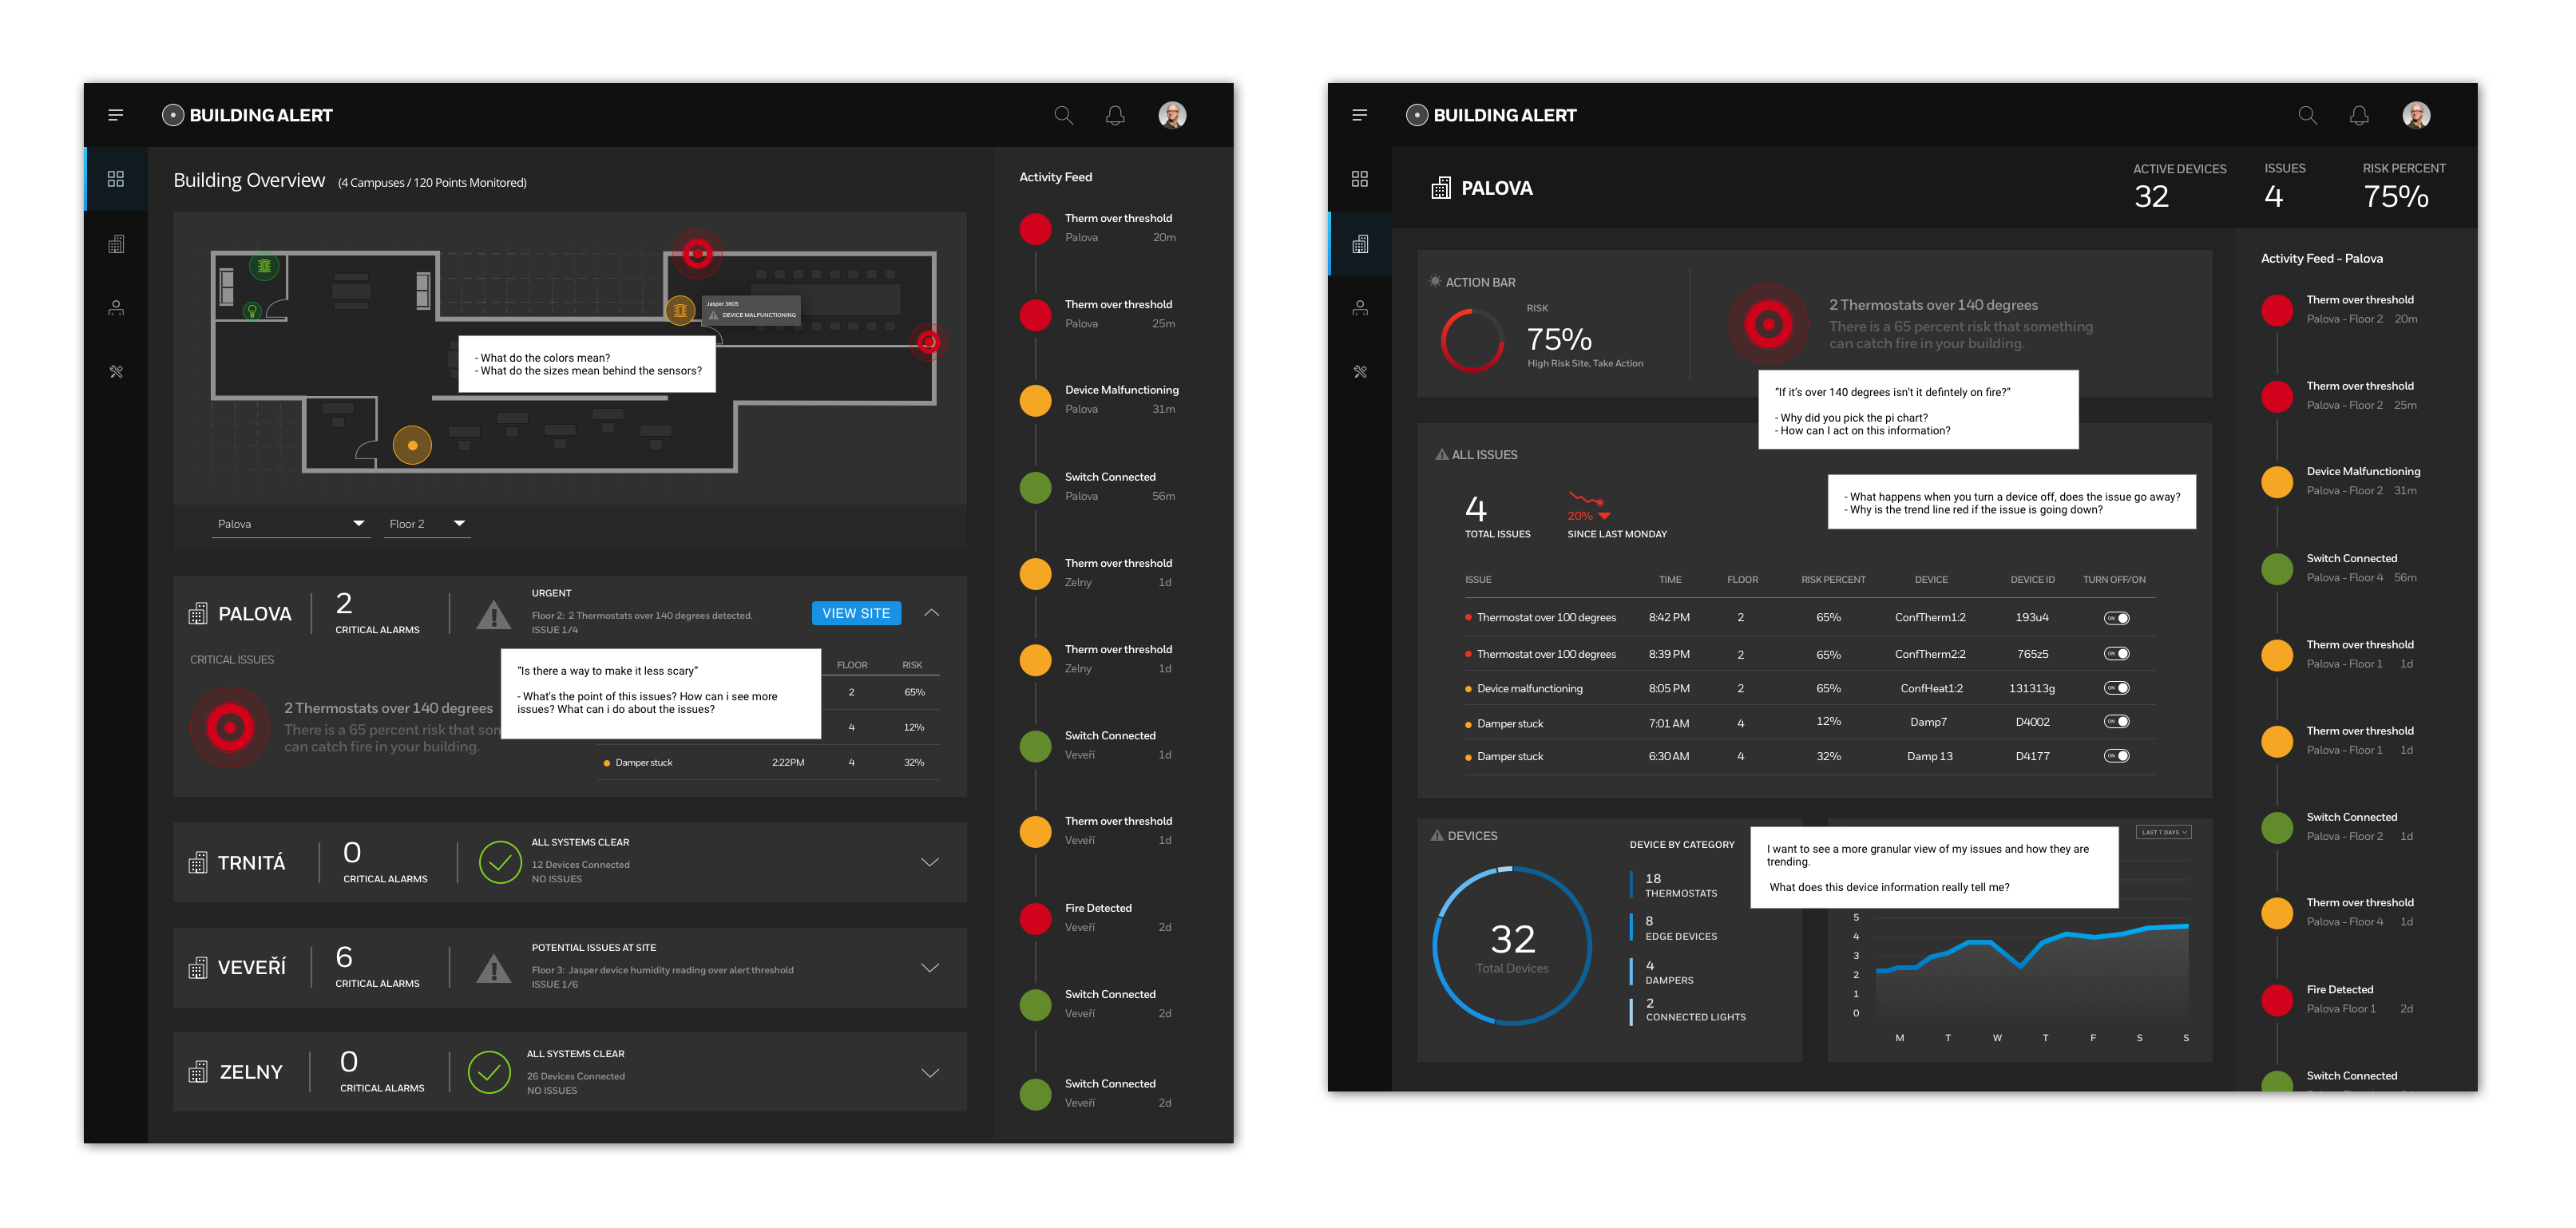 BUILDING ALERT
Building Overview (4 Campuses / 120 Points Monitored)
Jasper 3605
DEVICE MALFUNCTIONING
- What do the colors mean?
- What do the sizes mean behind the sensors?
Palova
Floor 2
PALOVA
2
CRITICAL ALARMS
URGENT
Floor 2: 2 Thermostats over 140 degrees detected.
ISSUE 1/4
VIEW SITE
CRITICAL ISSUES
2 Thermostats over 140 degrees
There is a 65 percent risk that som
can catch fire in your building.
"Is there a way to make it less scary"
- What's the point of this issues? How can i see more
issues? What can i do about the issues?
FLOOR RISK
2 65%
4 12%
Damper stuck 2:22PM 4 32%
TRNITÁ
0
CRITICAL ALARMS
ALL SYSTEMS CLEAR
12 Devices Connected
NO ISSUES
VEVEŘÍ
6
CRITICAL ALARMS
POTENTIAL ISSUES AT SITE
Floor 3: Jasper device humidity reading over alert threshold
ISSUE 1/6
ZELNY
0
CRITICAL ALARMS
ALL SYSTEMS CLEAR
26 Devices Connected
NO ISSUES
Activity Feed
Therm over threshold
Palova 20m
Therm over threshold
Palova 25m
Device Malfunctioning
Palova 31m
Switch Connected
Palova 56m
Therm over threshold
Zelny 1d
Therm over threshold
Zelny 1d
Switch Connected
Veveří 1d
Therm over threshold
Veveří 1d
Fire Detected
Veveří 2d
Switch Connected
Veveří 2d
Switch Connected
Veveří 2d
BUILDING ALERT
PALOVA
ACTIVE DEVICES
32
ISSUES
4
RISK PERCENT
75%
ACTION BAR
RISK
75%
High Risk Site, Take Action
2 Thermostats over 140 degrees
There is a 65 percent risk that something
can catch fire in your building.
"If it's over 140 degrees isn't it defintely on fire?"
- Why did you pick the pi chart?
- How can I act on this information?
ALL ISSUES
4
TOTAL ISSUES
20%
SINCE LAST MONDAY
- What happens when you turn a device off, does the issue go away?
- Why is the trend line red if the issue is going down?
ISSUE TIME FLOOR RISK PERCENT DEVICE DEVICE ID TURN OFF/ON
Thermostat over 100 degrees 8:42 PM 2 65% ConfTherm1:2 193u4 ON
Thermostat over 100 degrees 8:39 PM 2 65% ConfTherm2:2 765z5 ON
Device malfunctioning 8:05 PM 2 65% ConfHeat1:2 131313g ON
Damper stuck 7:01 AM 4 12% Damp7 D4002 ON
Damper stuck 6:30 AM 4 32% Damp 13 D4177 ON
DEVICES
32
Total Devices
DEVICE BY CATEGORY
18
THERMOSTATS
8
EDGE DEVICES
4
DAMPERS
2
CONNECTED LIGHTS
LAST 7 DAYS
I want to see a more granular view of my issues and how they are
trending.
What does this device information really tell me?
5
4
3
2
1
0
M T W T F S S
Activity Feed - Palova
Therm over threshold
Palova - Floor 2 20m
Therm over threshold
Palova - Floor 2 25m
Device Malfunctioning
Palova - Floor 2 31m
Switch Connected
Palova - Floor 4 56m
Therm over threshold
Palova - Floor 1 1d
Therm over threshold
Palova - Floor 1 1d
Switch Connected
Palova - Floor 2 1d
Therm over threshold
Palova - Floor 4 1d
Fire Detected
Palova Floor 1 2d
Switch Connected